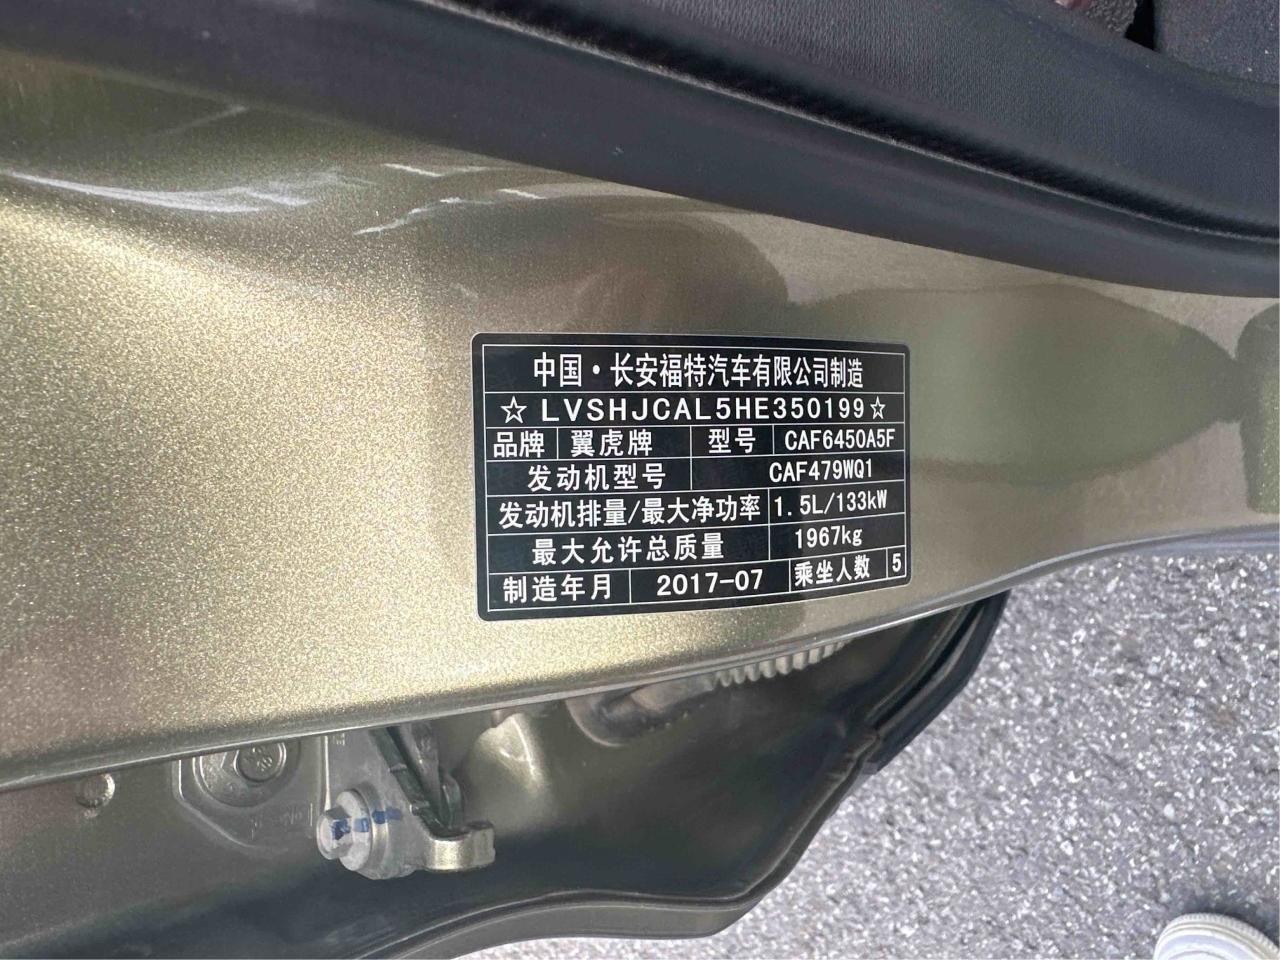 中国·长安福特汽车有限公司制造
☆LVSHJCAL5HE350199☆
品牌 翼虎牌 型号 CAF6450A5F
发动机型号 CAF479WQ1
发动机排量/最大净功率 1.5L/133kW
最大允许总质量 1967kg
制造年月 2017-07 乘坐人数 5